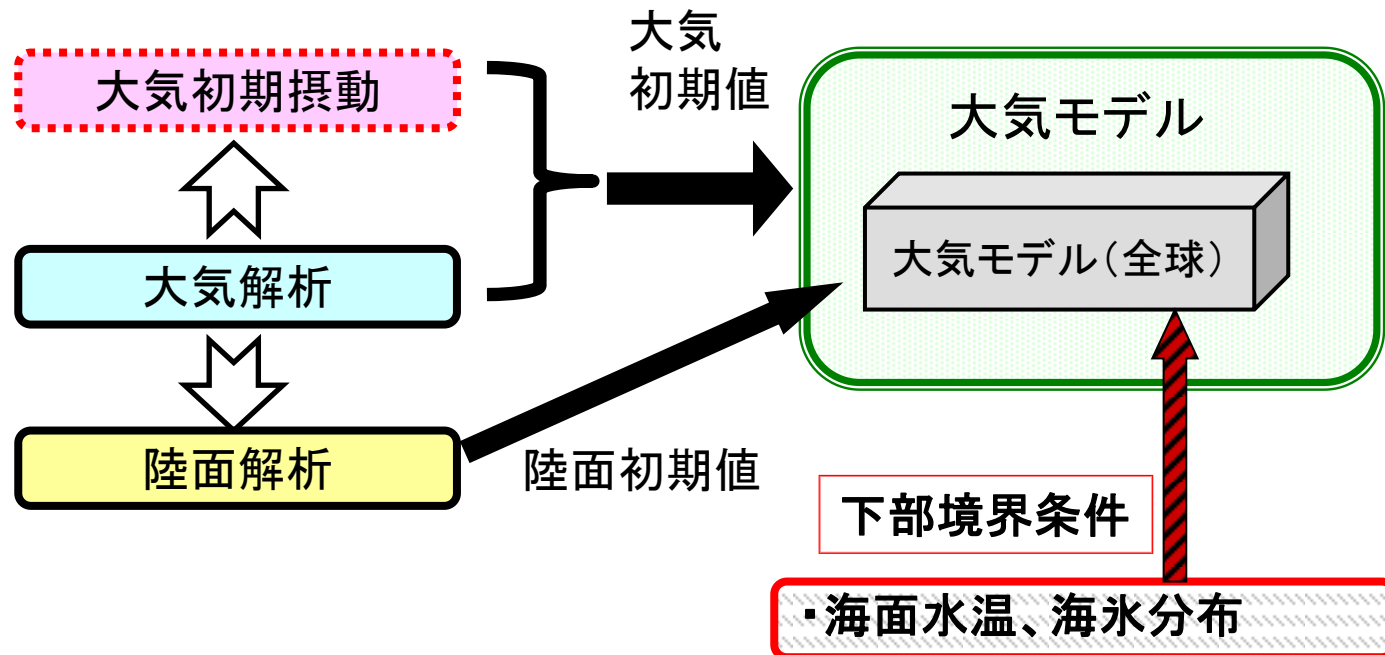 大気初期摂動
大気
初期値
大気モデル
大気モデル（全球）
大気解析
陸面解析
陸面初期値
下部境界条件
・海面水温、海氷分布